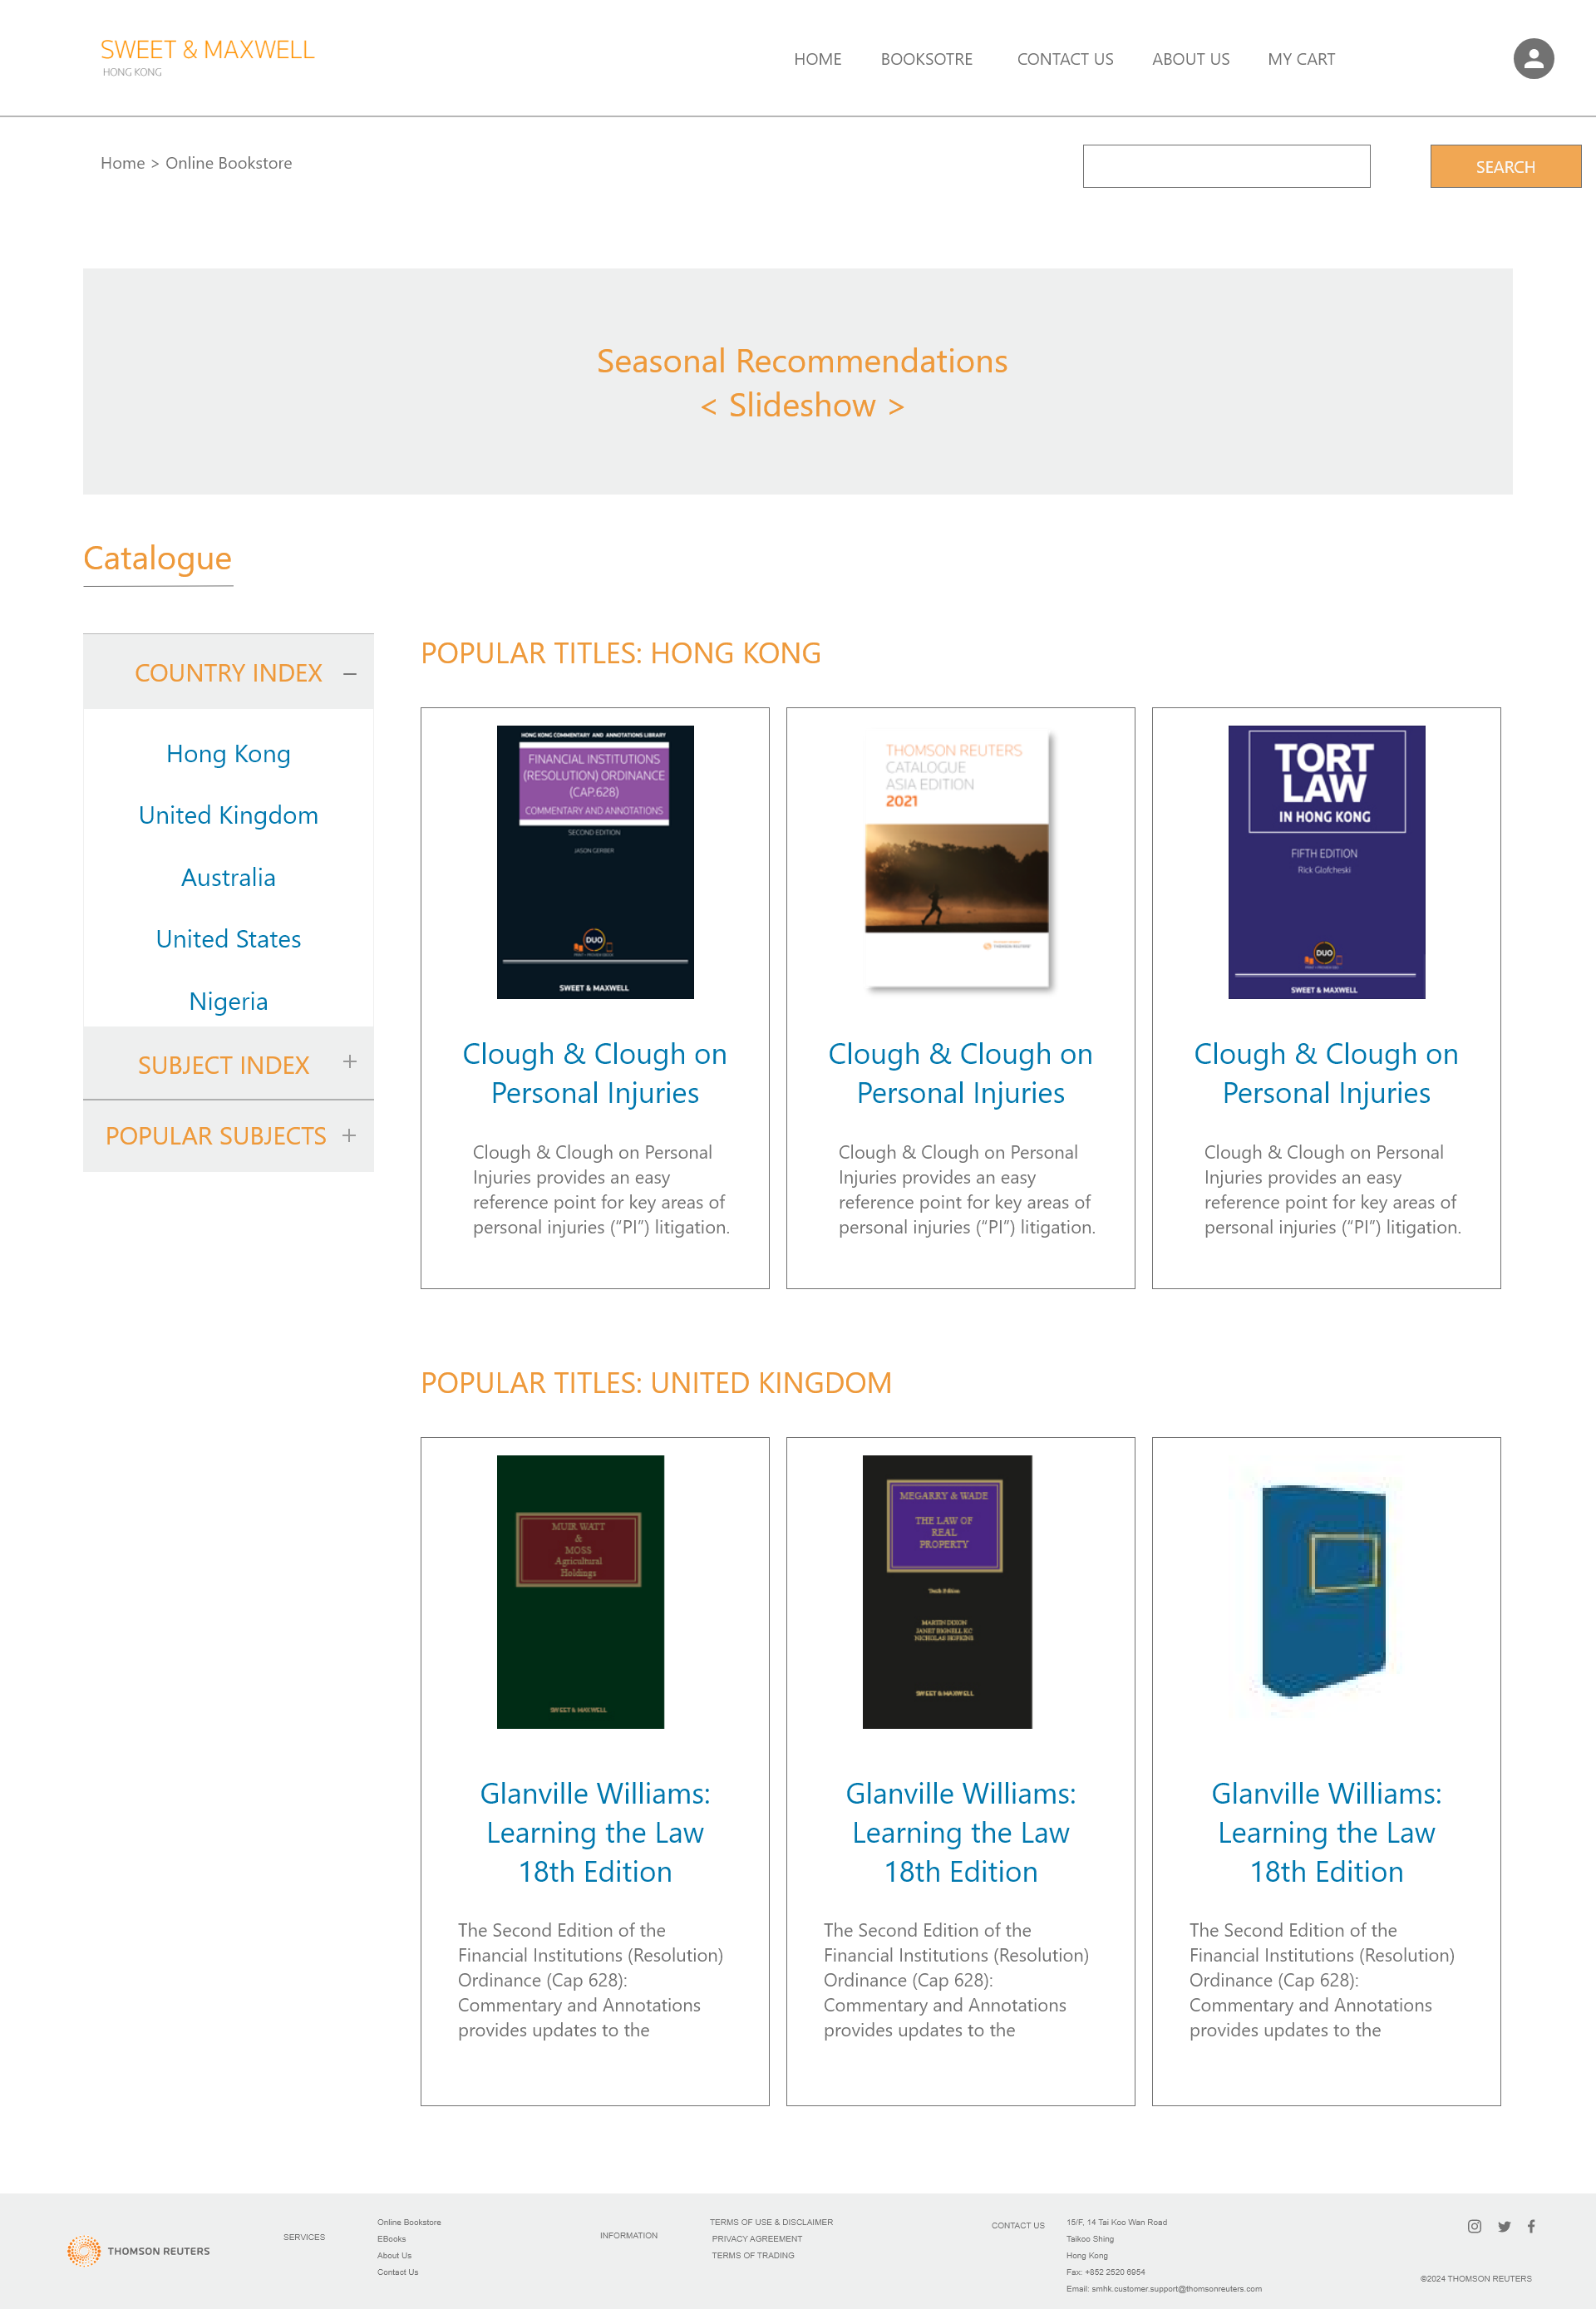 SWEET & MAXWELL
HONG KONG
HOME BOOKSOTRE CONTACT US ABOUT US MY CART
Home > Online Bookstore
SEARCH
Seasonal Recommendations
< Slideshow >
Catalogue
COUNTRY INDEX −
Hong Kong
United Kingdom
Australia
United States
Nigeria
SUBJECT INDEX +
POPULAR SUBJECTS +
POPULAR TITLES: HONG KONG
HONG KONG COMMENTARY AND ANNOTATIONS LIBRARY
FINANCIAL INSTITUTIONS
(RESOLUTION) ORDINANCE
(CAP.628)
COMMENTARY AND ANNOTATIONS
SECOND EDITION
JASON GERBER
DUO
SWEET & MAXWELL
Clough & Clough on
Personal Injuries
Clough & Clough on Personal
Injuries provides an easy
reference point for key areas of
personal injuries (“PI”) litigation.
THOMSON REUTERS
CATALOGUE
ASIA EDITION
2021
THOMSON REUTERS
Clough & Clough on
Personal Injuries
Clough & Clough on Personal
Injuries provides an easy
reference point for key areas of
personal injuries (“PI”) litigation.
TORT
LAW
IN HONG KONG
FIFTH EDITION
Rick Glofcheski
DUO
SWEET & MAXWELL
Clough & Clough on
Personal Injuries
Clough & Clough on Personal
Injuries provides an easy
reference point for key areas of
personal injuries (“PI”) litigation.
POPULAR TITLES: UNITED KINGDOM
MUIR WATT
&
MOSS
Agricultural
Holdings
SWEET & MAXWELL
Glanville Williams:
Learning the Law
18th Edition
The Second Edition of the
Financial Institutions (Resolution)
Ordinance (Cap 628):
Commentary and Annotations
provides updates to the
MEGARRY & WADE
THE LAW OF
REAL
PROPERTY
Tenth Edition
MARTIN DIXON
JANET BIGNELL KC
NICHOLAS HOPKINS
SWEET & MAXWELL
Glanville Williams:
Learning the Law
18th Edition
The Second Edition of the
Financial Institutions (Resolution)
Ordinance (Cap 628):
Commentary and Annotations
provides updates to the
Glanville Williams:
Learning the Law
18th Edition
The Second Edition of the
Financial Institutions (Resolution)
Ordinance (Cap 628):
Commentary and Annotations
provides updates to the
THOMSON REUTERS
SERVICES
Online Bookstore
EBooks
About Us
Contact Us
INFORMATION
TERMS OF USE & DISCLAIMER
PRIVACY AGREEMENT
TERMS OF TRADING
CONTACT US
15/F, 14 Tai Koo Wan Road
Taikoo Shing
Hong Kong
Fax: +852 2520 6954
Email: smhk.customer.support@thomsonreuters.com
©2024 THOMSON REUTERS